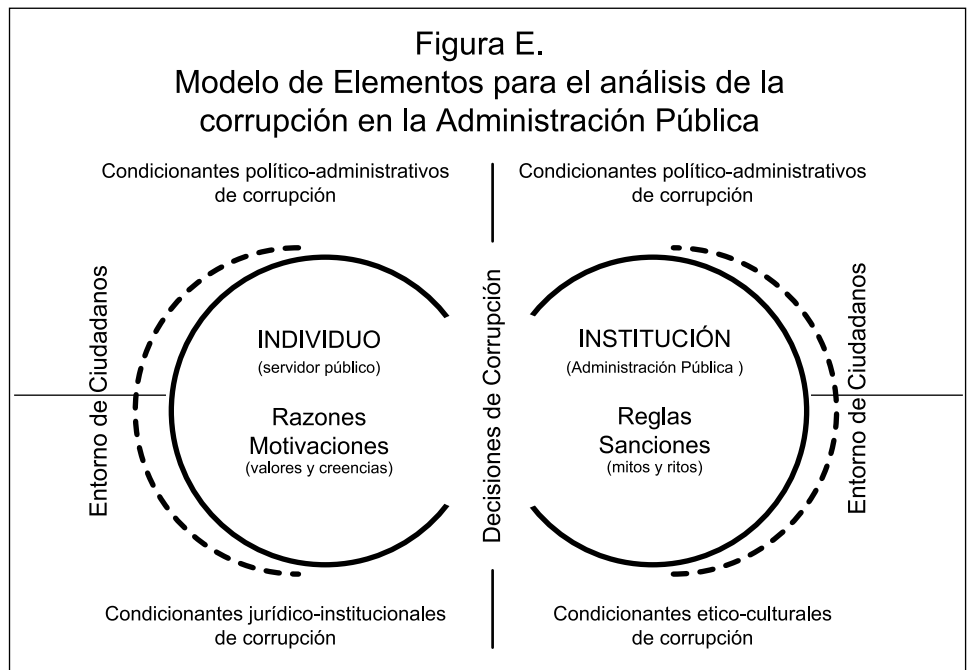 Figura E.
Modelo de Elementos para el análisis de la
corrupción en la Administración Pública
Condicionantes político-administrativos
de corrupción
Condicionantes político-administrativos
de corrupción
Entorno de Ciudadanos
INDIVIDUO
(servidor público)
Razones
Motivaciones
(valores y creencias)
Decisiones de Corrupción
INSTITUCIÓN
(Administración Pública )
Reglas
Sanciones
(mitos y ritos)
Entorno de Ciudadanos
Condicionantes jurídico-institucionales
de corrupción
Condicionantes etico-culturales
de corrupción